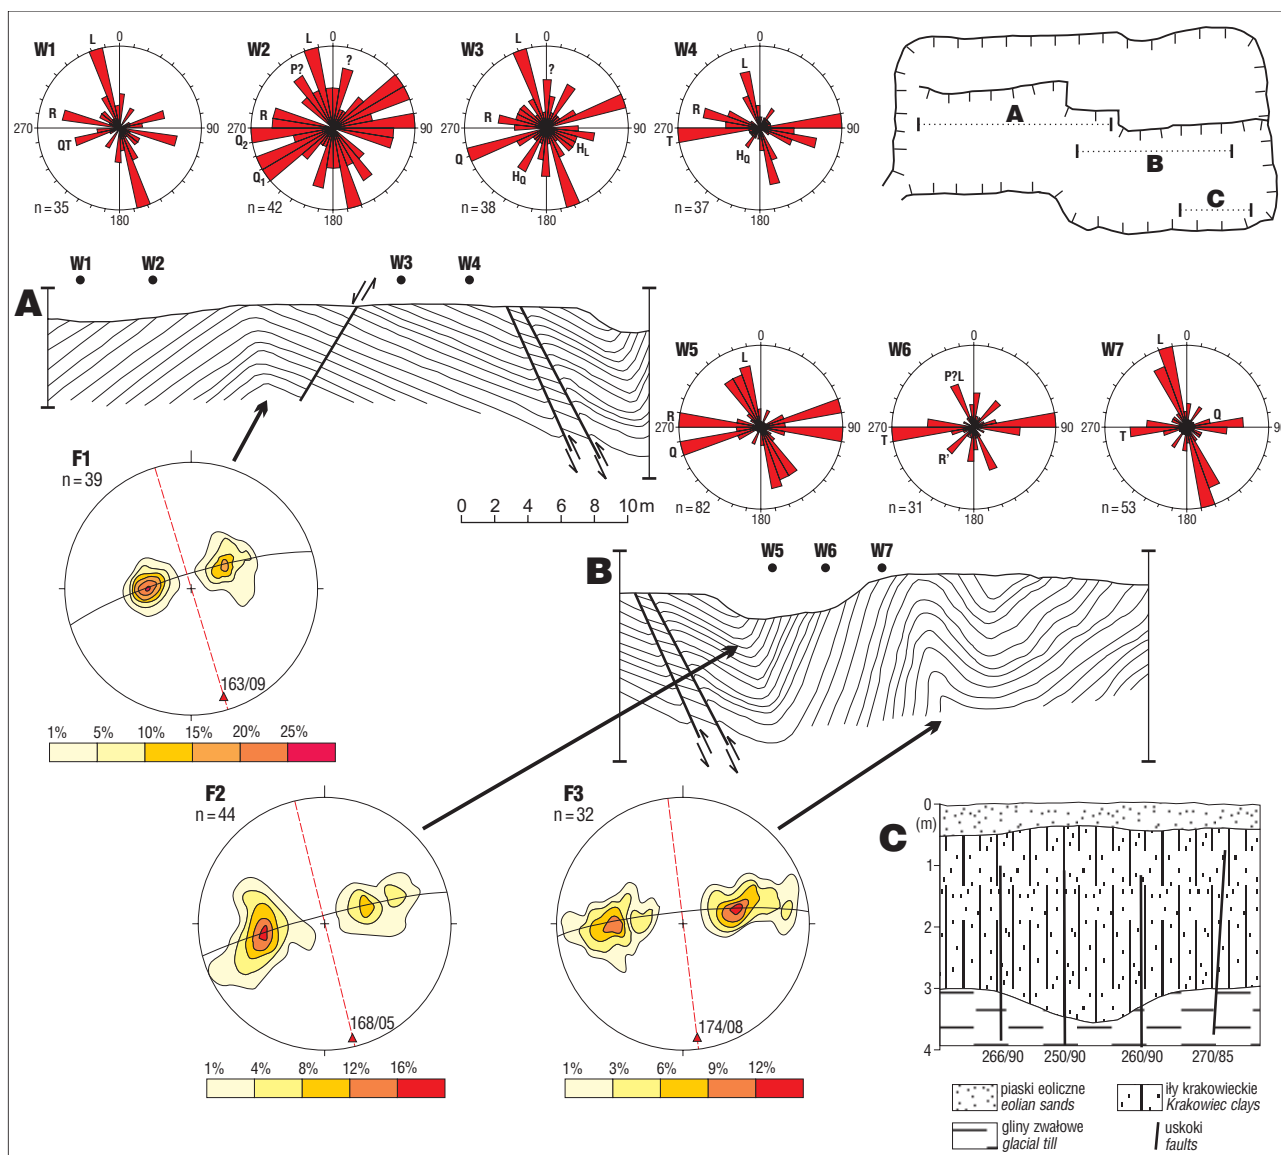 W1
L
0
R
270
90
QT
n=35
180
W2
L
0
P?
?
R
270
90
Q2
Q1
n=42
180
W3
L
0
?
R
270
90
Q
HL
HQ
n=38
180
W4
0
L
R
270
90
T
HQ
n=37
180
A
B
C
W1
W2
W3
W4
A
W5
0
L
R
270
90
Q
n=82
180
W6
0
P?L
270
90
T
R'
n=31
180
W7
0
L
Q
270
90
T
n=53
180
0 2 4 6 8 10 m
F1
n=39
163/09
1% 5% 10% 15% 20% 25%
B
W5
W6
W7
F2
n=44
168/05
1% 4% 8% 12% 16%
F3
n=32
174/08
1% 3% 6% 9% 12%
C
0
(m)
1
2
3
4
266/90 250/90 260/90 270/85
piaski eoliczne
eolian sands
iły krakowieckie
Krakowiec clays
gliny zwałowe
glacial till
uskoki
faults